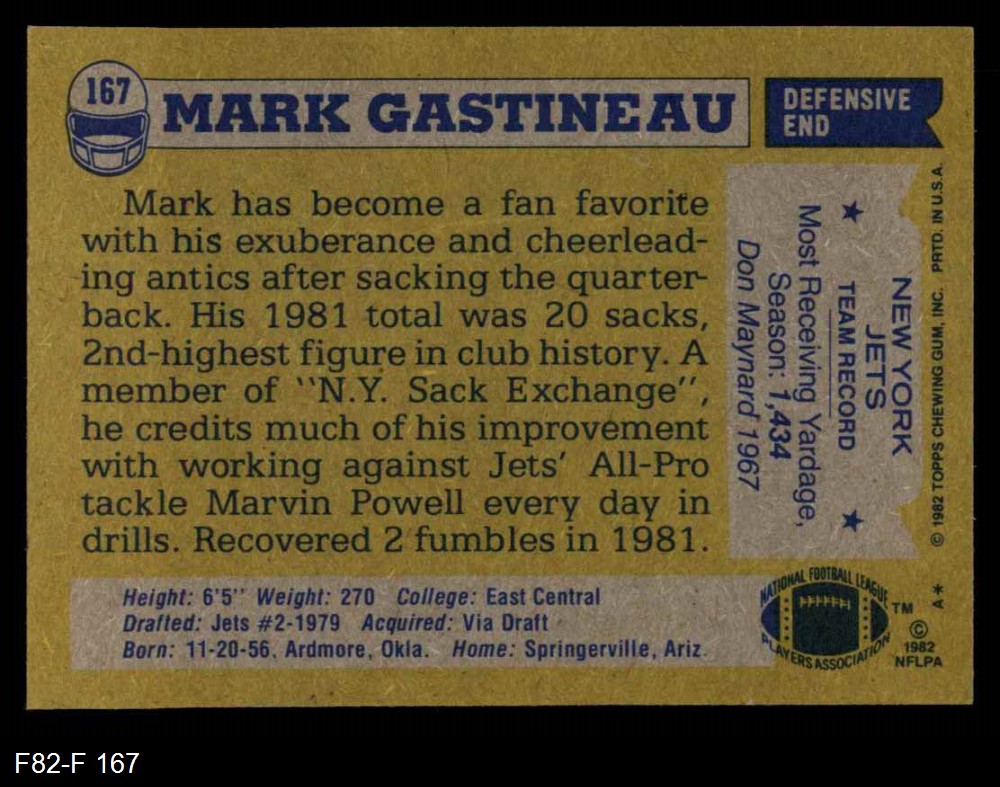 167
MARK GASTINEAU
DEFENSIVE
END
Mark has become a fan favorite
with his exuberance and cheerlead-
ing antics after sacking the quarter-
back. His 1981 total was 20 sacks,
2nd-highest figure in club history. A
member of "N.Y. Sack Exchange",
he credits much of his improvement
with working against Jets' All-Pro
tackle Marvin Powell every day in
drills. Recovered 2 fumbles in 1981.
NEW YORK
JETS
★ TEAM RECORD ★
Most Receiving Yardage,
Season: 1,434
Don Maynard 1967
© 1982 TOPPS CHEWING GUM, INC. PRTD. IN U.S.A.
A*
Height: 6'5" Weight: 270 College: East Central
Drafted: Jets #2-1979 Acquired: Via Draft
Born: 11-20-56, Ardmore, Okla. Home: Springerville, Ariz.
NATIONAL FOOTBALL LEAGUE
PLAYERS ASSOCIATION
TM
©
1982
NFLPA
F82-F 167